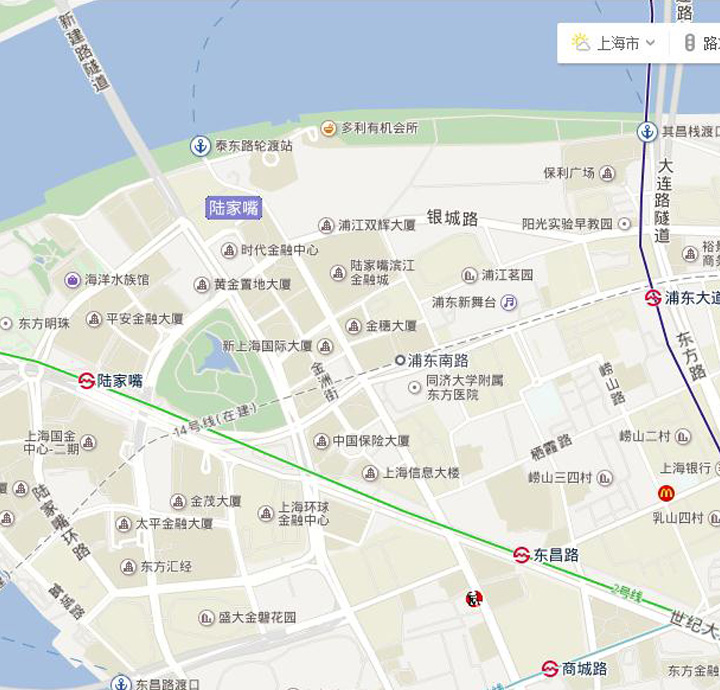 新建路隧道
上海市
多利有机会所
泰东路轮渡站
其昌栈渡口
保利广场
大连路隧道
陆家嘴
银城路
浦江双辉大厦
阳光实验早教园
时代金融中心
陆家嘴滨江
金融城
浦江茗园
海洋水族馆
黄金置地大厦
浦东新舞台
浦东大道
东方明珠
平安金融大厦
金穗大厦
新上海国际大厦
东方路
金洲街
浦东南路
陆家嘴
同济大学附属
东方医院
崂山路
14号线(在建)
上海国金
中心-二期
中国保险大厦
栖霞路
崂山二村
上海信息大楼
崂山三四村
上海银行
陆家嘴环路
金茂大厦
上海环球
金融中心
太平金融大厦
乳山四村
东昌路
东方汇经
2号线
富城路
盛大金磐花园
世纪大
商城路
东昌路渡口
东方金融